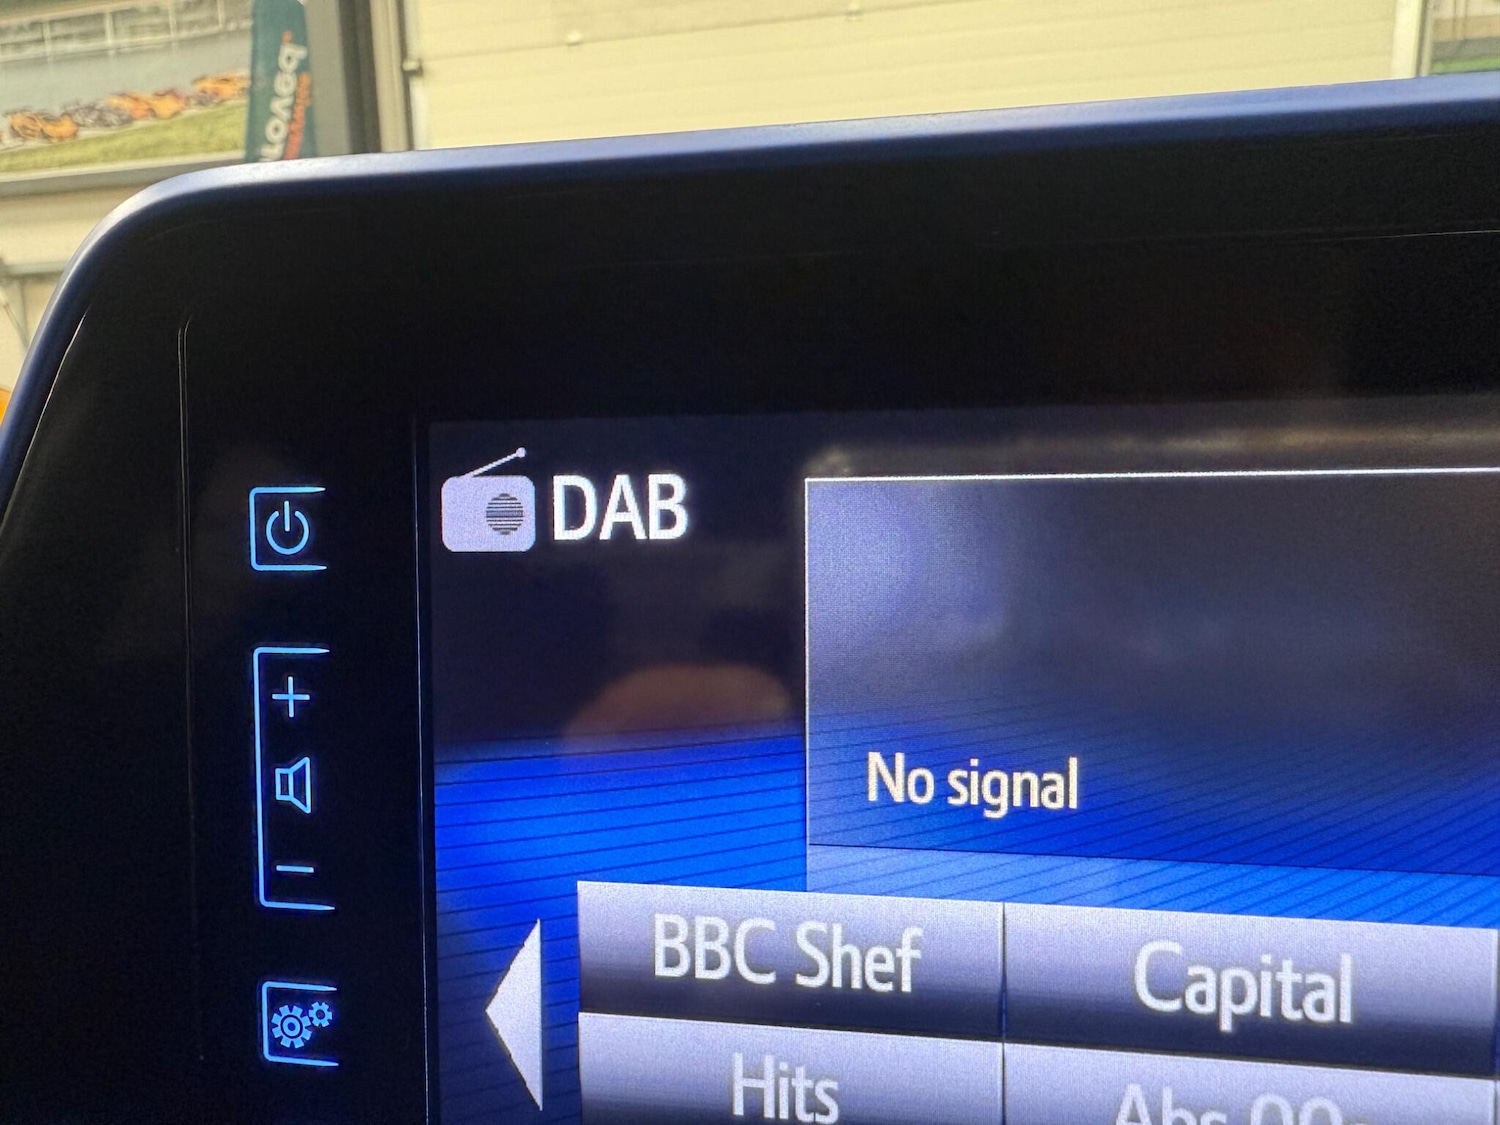 DAB
No signal
BBC Shef
Capital
Hits